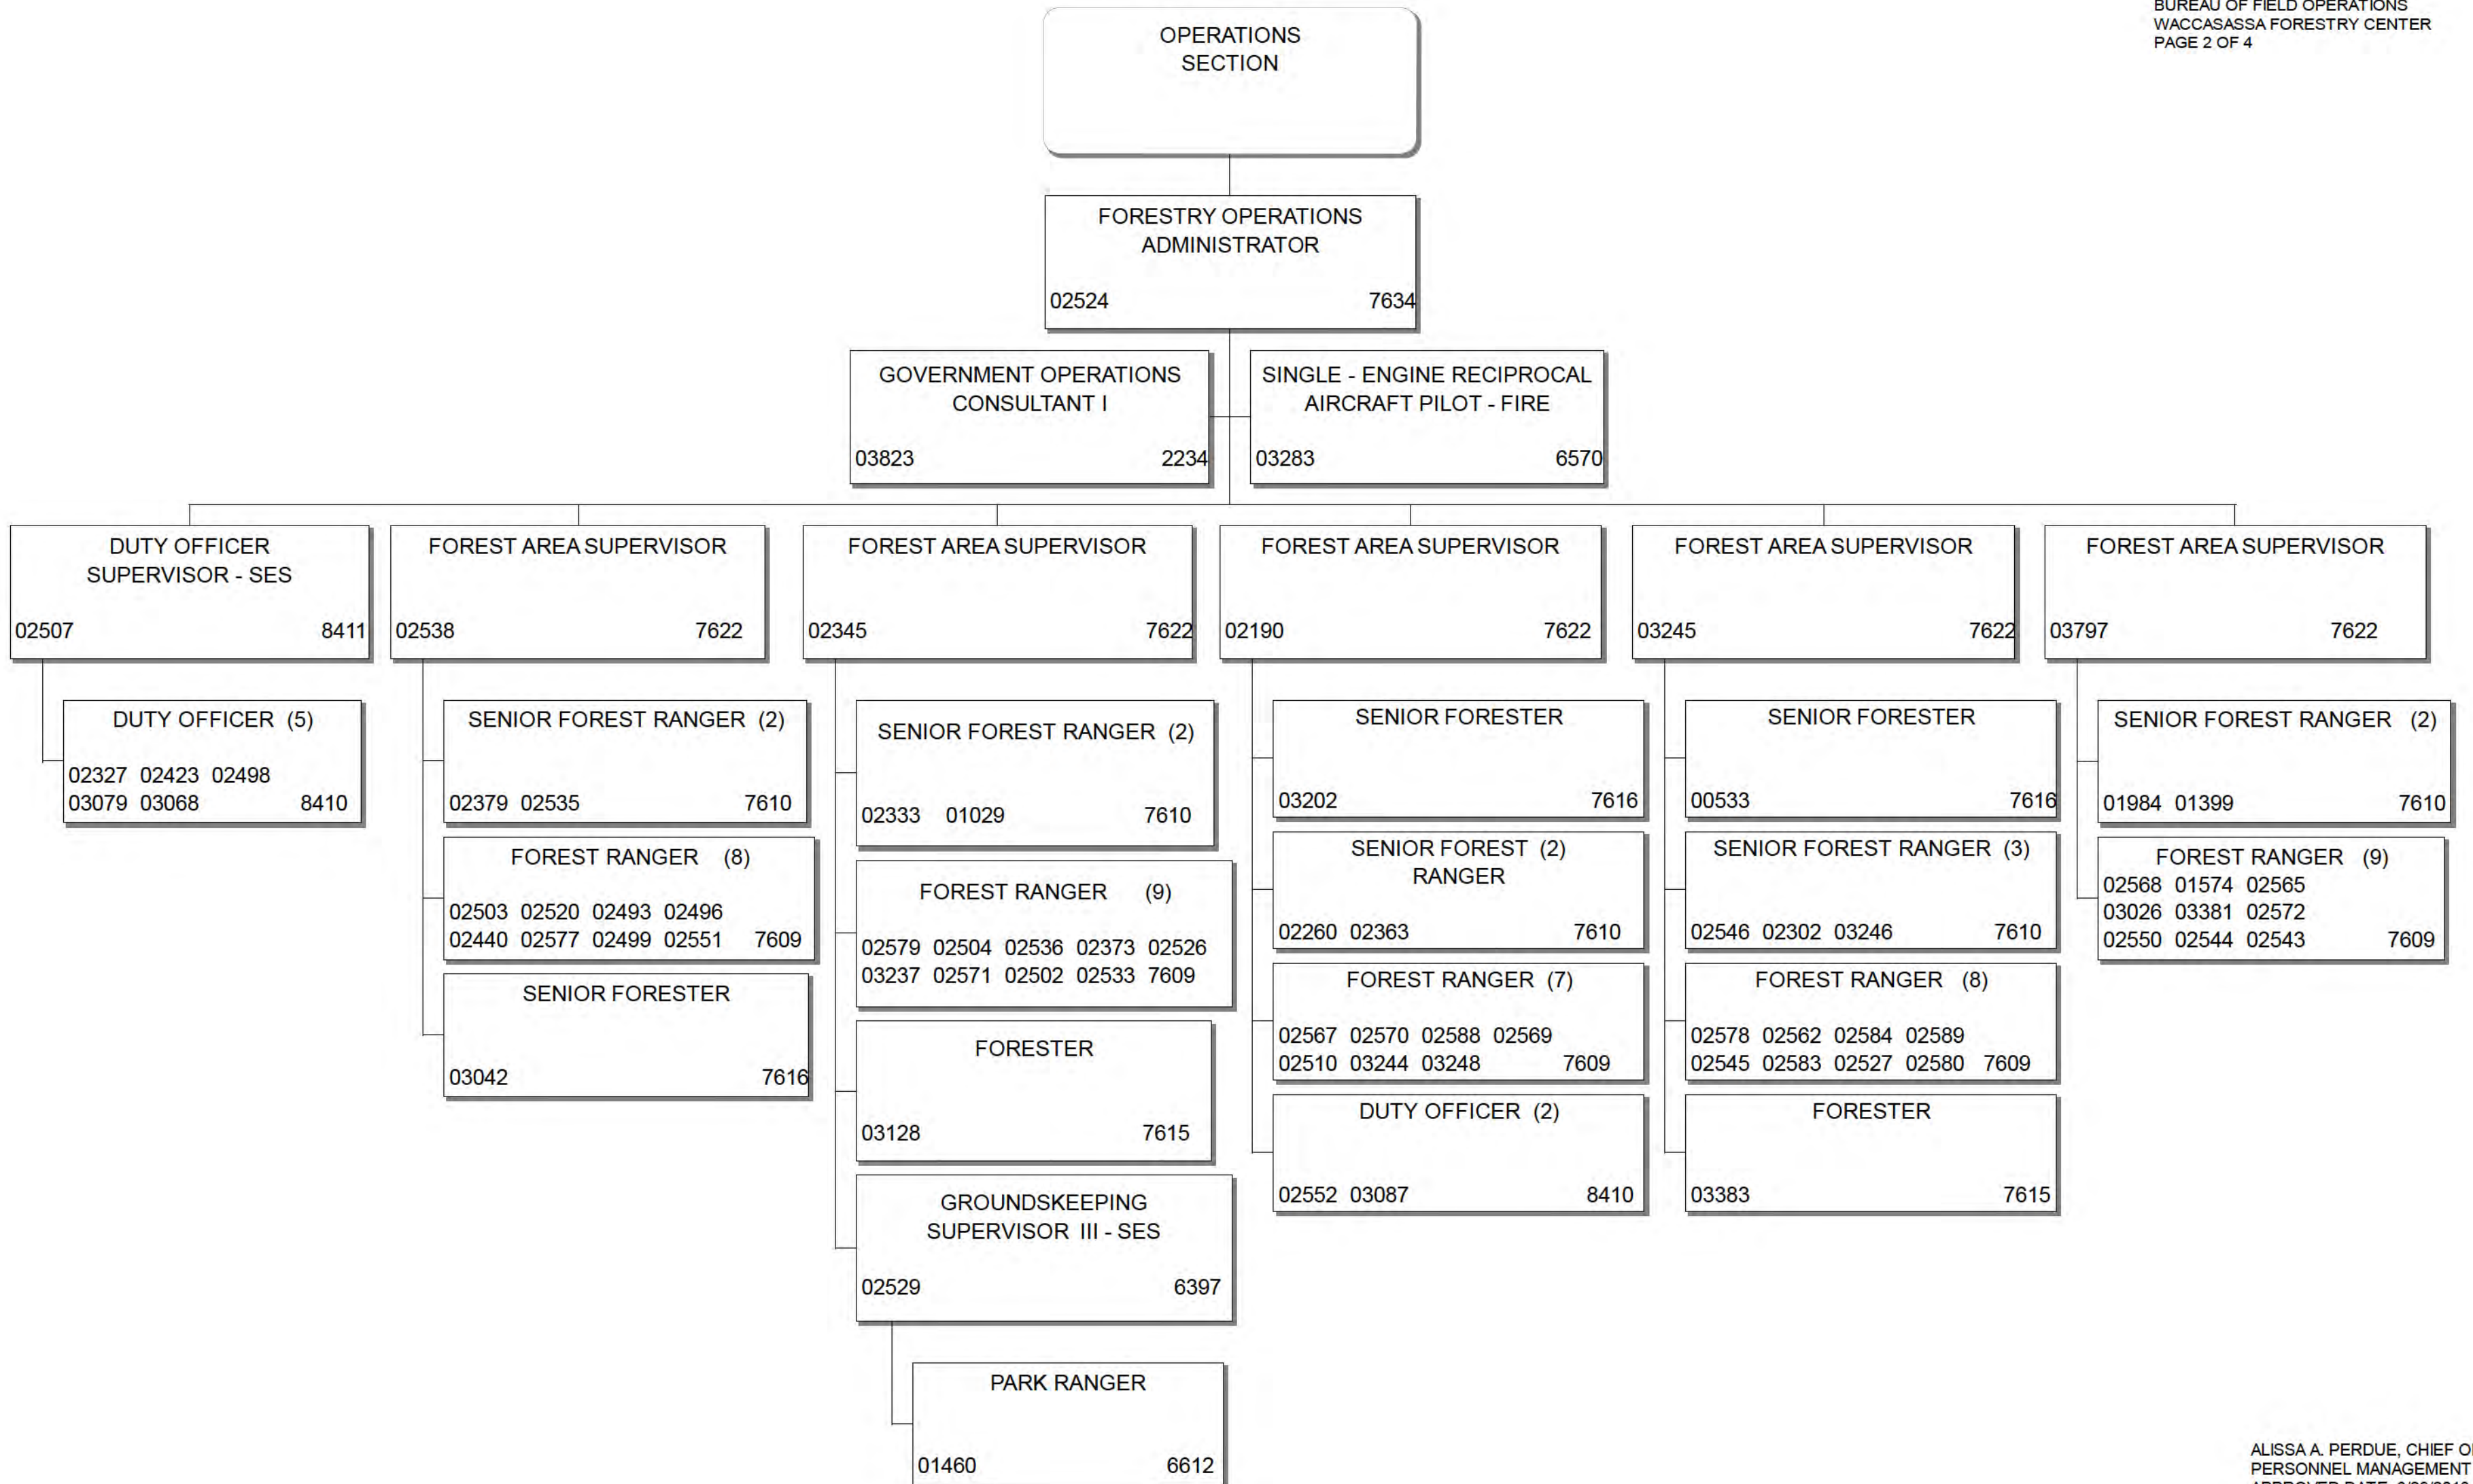 BUREAU OF FIELD OPERATIONS
WACCASASSA FORESTRY CENTER
PAGE 2 OF 4
OPERATIONS
SECTION
FORESTRY OPERATIONS
ADMINISTRATOR
02524 7634
GOVERNMENT OPERATIONS
CONSULTANT I
03823 2234
SINGLE - ENGINE RECIPROCAL
AIRCRAFT PILOT - FIRE
03283 6570
DUTY OFFICER
SUPERVISOR - SES
02507 8411
DUTY OFFICER (5)
02327 02423 02498
03079 03068 8410
FOREST AREA SUPERVISOR
02538 7622
SENIOR FOREST RANGER (2)
02379 02535 7610
FOREST RANGER (8)
02503 02520 02493 02496
02440 02577 02499 02551 7609
SENIOR FORESTER
03042 7616
FOREST AREA SUPERVISOR
02345 7622
SENIOR FOREST RANGER (2)
02333 01029 7610
FOREST RANGER (9)
02579 02504 02536 02373 02526
03237 02571 02502 02533 7609
FORESTER
03128 7615
GROUNDSKEEPING
SUPERVISOR III - SES
02529 6397
PARK RANGER
01460 6612
FOREST AREA SUPERVISOR
02190 7622
SENIOR FORESTER
03202 7616
SENIOR FOREST (2)
RANGER
02260 02363 7610
FOREST RANGER (7)
02567 02570 02588 02569
02510 03244 03248 7609
DUTY OFFICER (2)
02552 03087 8410
FOREST AREA SUPERVISOR
03245 7622
SENIOR FORESTER
00533 7616
SENIOR FOREST RANGER (3)
02546 02302 03246 7610
FOREST RANGER (8)
02578 02562 02584 02589
02545 02583 02527 02580 7609
FORESTER
03383 7615
FOREST AREA SUPERVISOR
03797 7622
SENIOR FOREST RANGER (2)
01984 01399 7610
FOREST RANGER (9)
02568 01574 02565
03026 03381 02572
02550 02544 02543 7609
ALISSA A. PERDUE, CHIEF
PERSONNEL MANAGEMENT